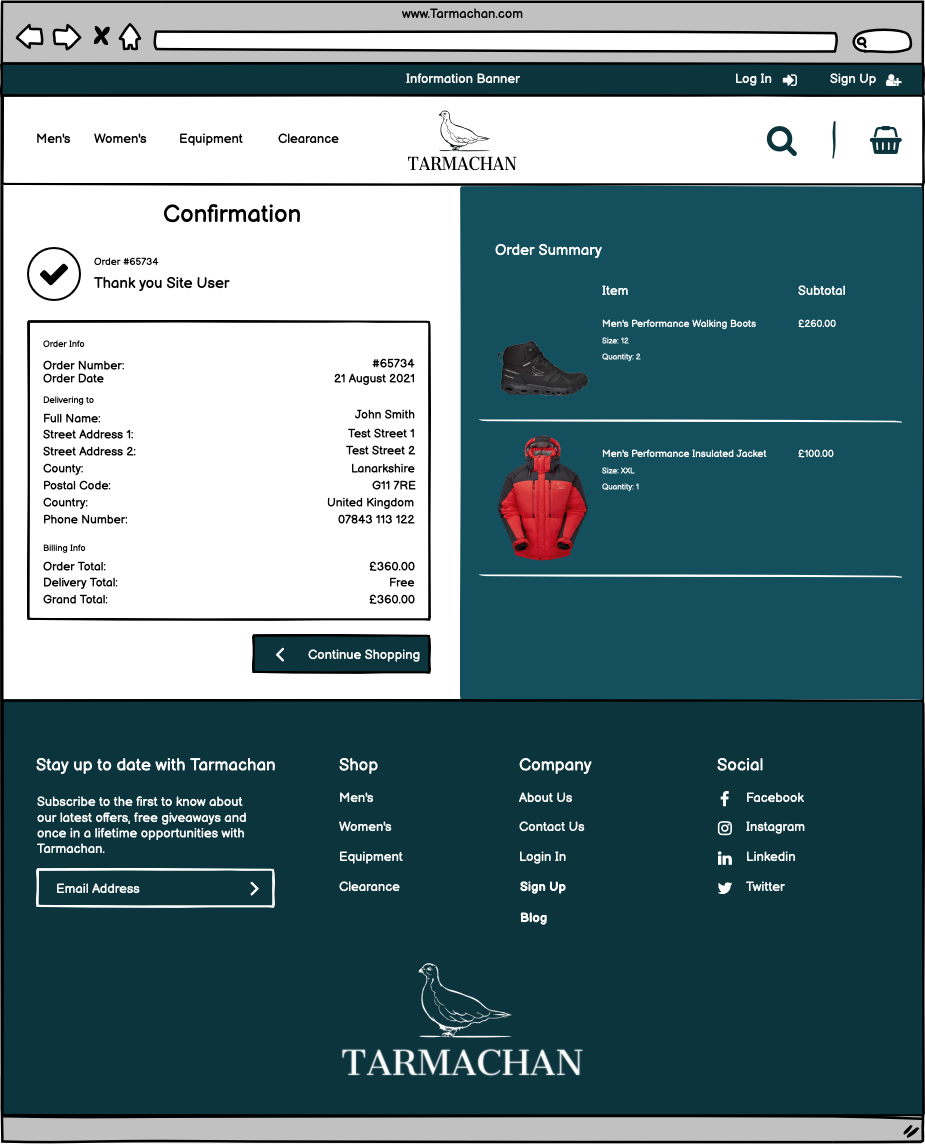 www.Tarmachan.com
Information Banner
Log In
Sign Up
Men's
Women's
Equipment
Clearance
TARMACHAN
Confirmation
Order #65734
Thank you Site User
Order Info
Order Number: #65734
Order Date 21 August 2021
Delivering to
Full Name: John Smith
Street Address 1: Test Street 1
Street Address 2: Test Street 2
County: Lanarkshire
Postal Code: G11 7RE
Country: United Kingdom
Phone Number: 07843 113 122
Billing Info
Order Total: £360.00
Delivery Total: Free
Grand Total: £360.00
Continue Shopping
Order Summary
Item Subtotal
Men's Performance Walking Boots £260.00
Size: 12
Quantity: 2
Men's Performance Insulated Jacket £100.00
Size: XXL
Quantity: 1
Stay up to date with Tarmachan
Subscribe to the first to know about
our latest offers, free giveaways and
once in a lifetime opportunities with
Tarmachan.
Email Address
Shop
Men's
Women's
Equipment
Clearance
Company
About Us
Contact Us
Login In
Sign Up
Blog
Social
Facebook
Instagram
Linkedin
Twitter
TARMACHAN